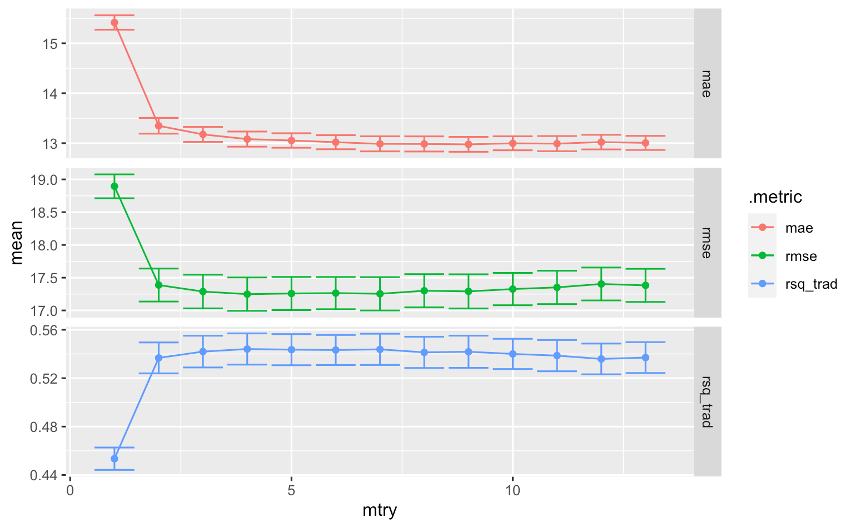 15
14
13
mae
19.0
18.5
18.0
17.5
17.0
rmse
0.56
0.52
0.48
0.44
rsq_trad
0
5
10
mtry
mean
.metric
mae
rmse
rsq_trad